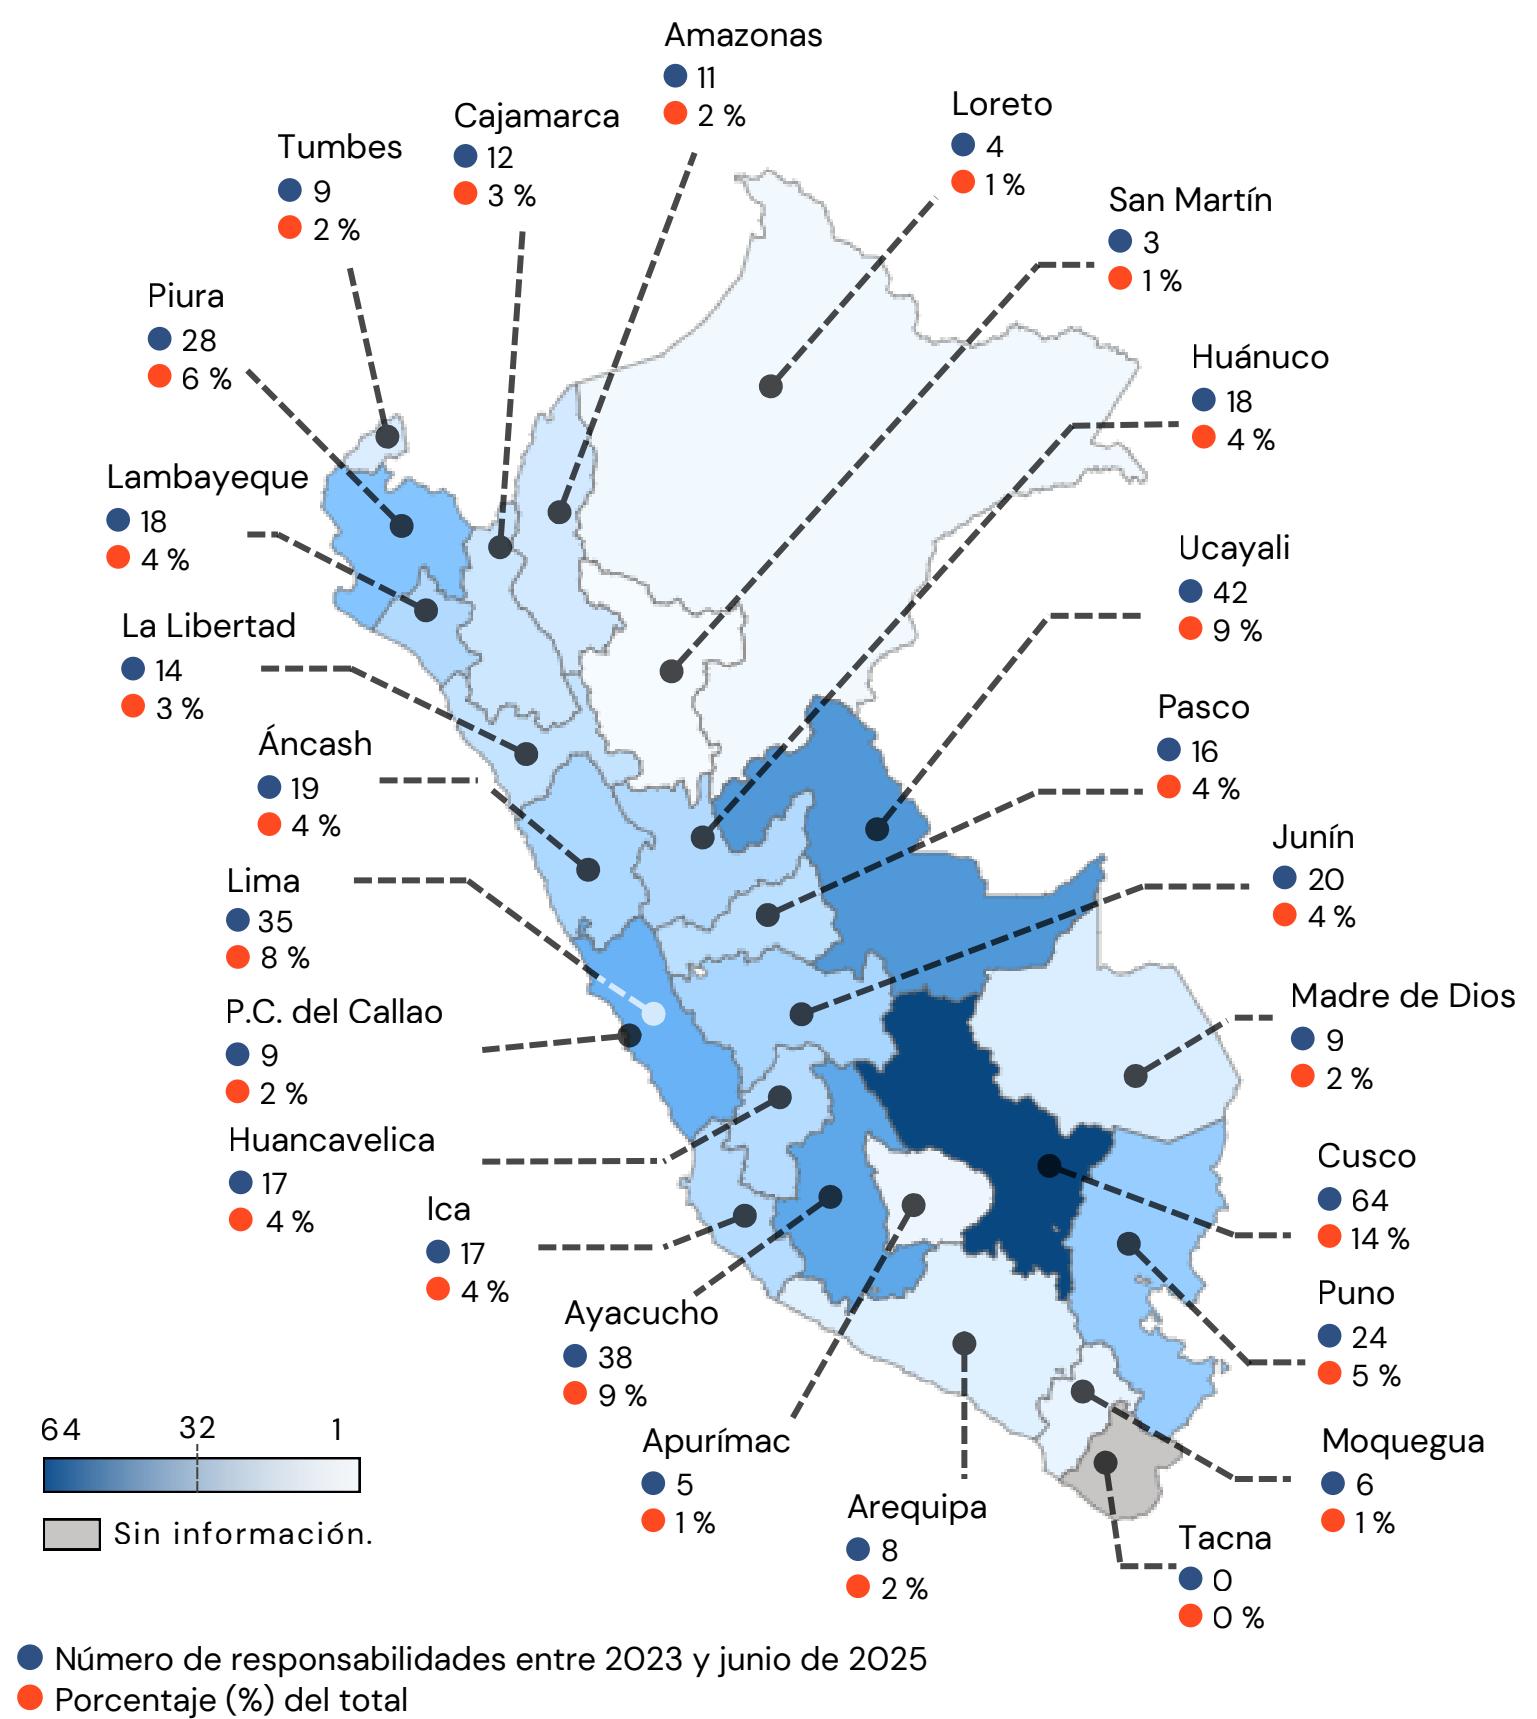 Amazonas
11
2 %
Loreto
4
1 %
Cajamarca
12
3 %
Tumbes
9
2 %
San Martín
3
1 %
Piura
28
6 %
Huánuco
18
4 %
Lambayeque
18
4 %
Ucayali
42
9 %
La Libertad
14
3 %
Pasco
16
4 %
Áncash
19
4 %
Junín
20
4 %
Lima
35
8 %
Madre de Dios
9
2 %
P.C. del Callao
9
2 %
Huancavelica
17
4 %
Cusco
64
14 %
Ica
17
4 %
Puno
24
5 %
Ayacucho
38
9 %
Apurímac
5
1 %
Moquegua
6
1 %
Arequipa
8
2 %
Tacna
0
0 %
64 32 1
Sin información.
Número de responsabilidades entre 2023 y junio de 2025
Porcentaje (%) del total